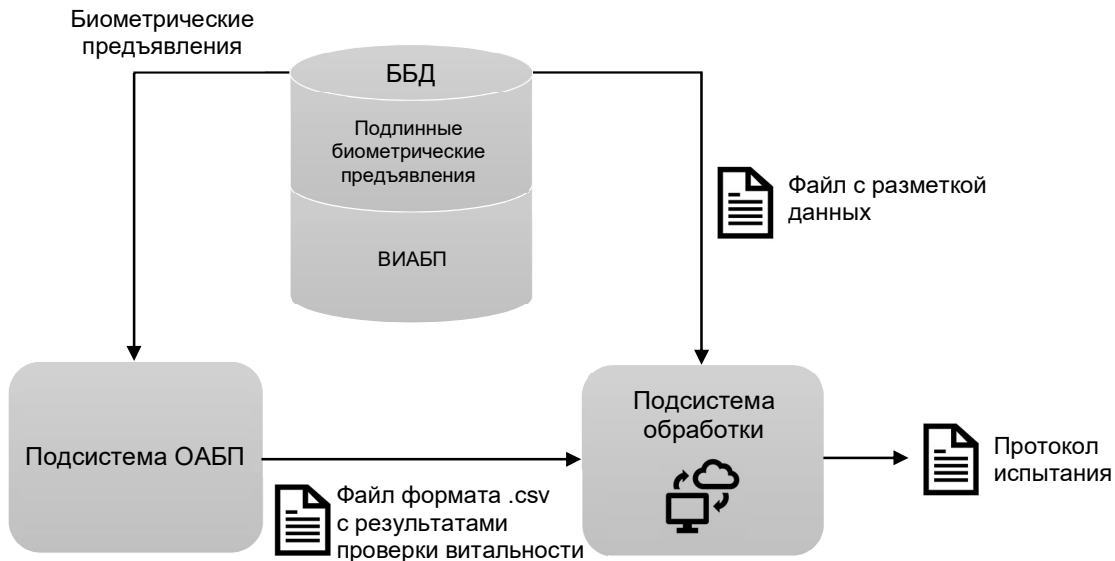 Биометрические
предъявления
ББД
Подлинные
биометрические
предъявления
ВИАБП
Файл с разметкой
данных
Подсистема ОАБП
Файл формата .csv
с результатами
проверки витальности
Подсистема
обработки
Протокол
испытания